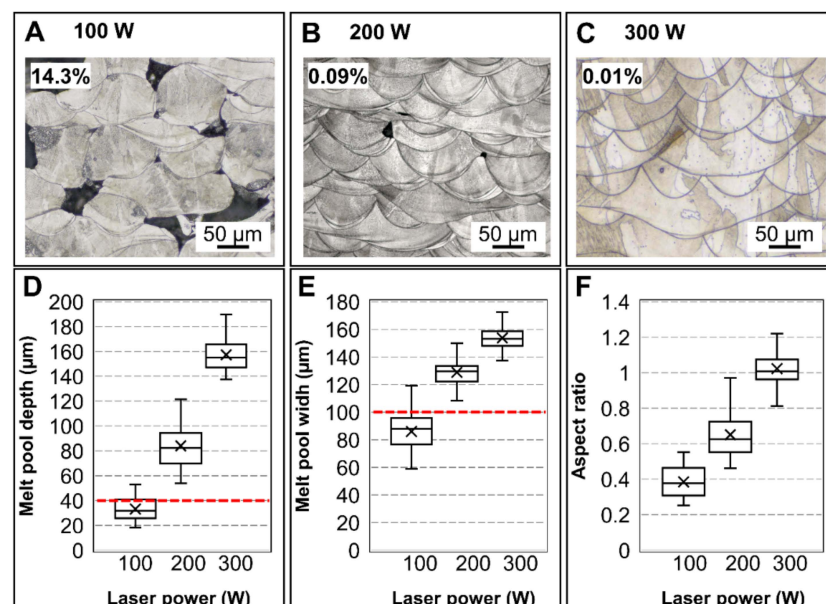 A 100 W
14.3%
50 µm
B 200 W
0.09%
50 µm
C 300 W
0.01%
50 µm
D
Melt pool depth (µm)
200
180
160
140
120
100
80
60
40
20
0
100 200 300
Laser power (W)
E
Melt pool widh (µm)
180
160
140
120
100
80
60
40
20
0
100 200 300
Laser power (W)
F
Aspect ratio
1.4
1.2
1
0.8
0.6
0.4
0.2
0
100 200 300
Laser power (W)